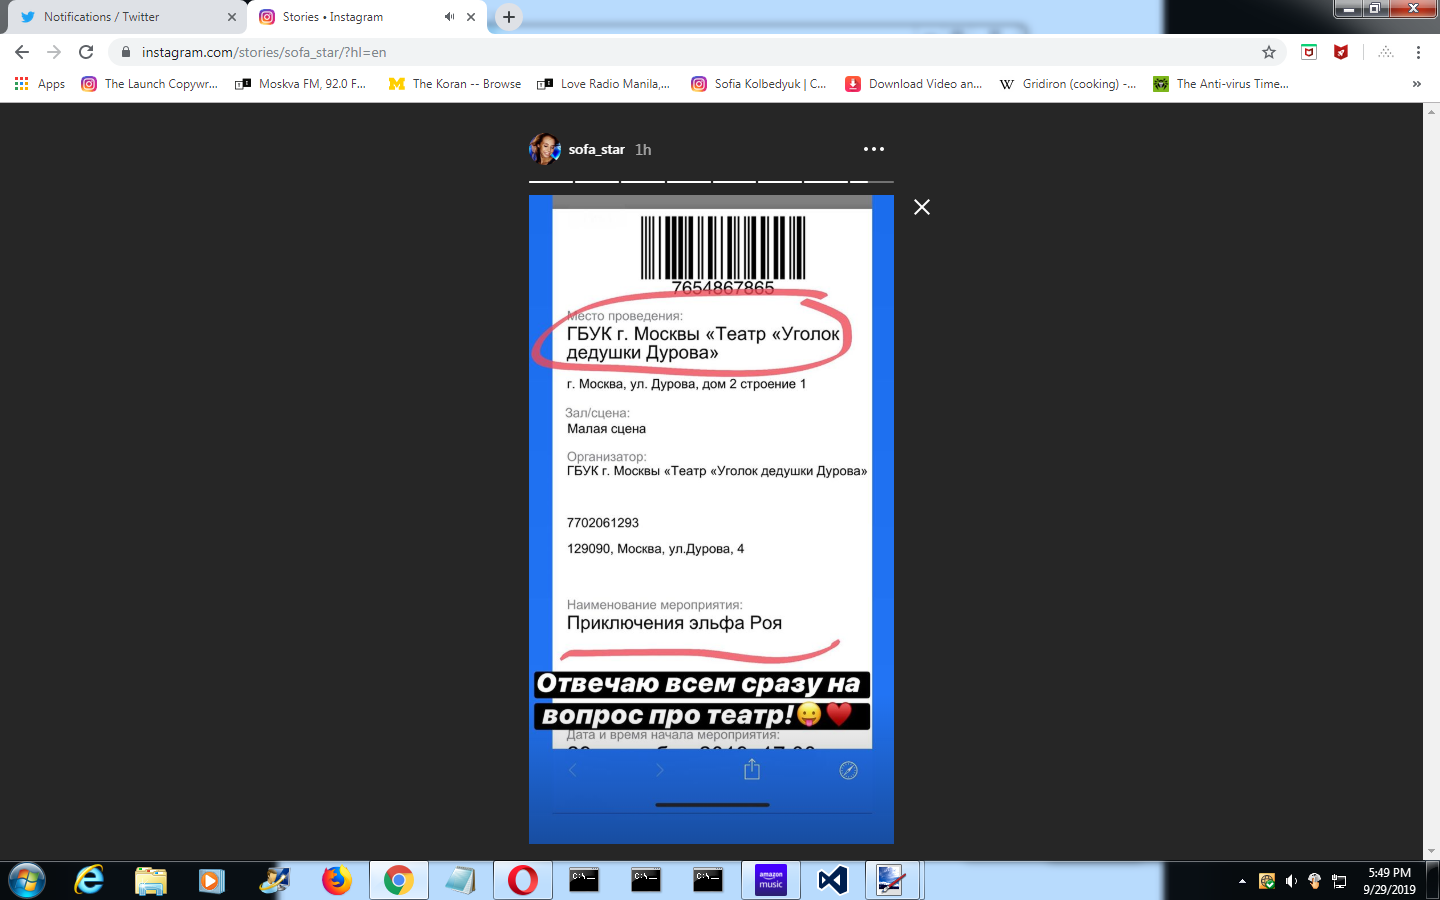 Notifications / Twitter
Stories • Instagram
instagram.com/stories/sofa_star/?hl=en
Apps
The Launch Copywr...
Moskva FM, 92.0 F...
The Koran -- Browse
Love Radio Manila,...
Sofia Kolbedyuk | C...
Download Video an...
Gridiron (cooking) -...
The Anti-virus Time...
»
sofa_star 1h
7654867865
Место проведения:
ГБУК г. Москвы «Театр «Уголок
дедушки Дурова»
г. Москва, ул. Дурова, дом 2 строение 1
Зал/сцена:
Малая сцена
Организатор:
ГБУК г. Москвы «Театр «Уголок дедушки Дурова»
7702061293
129090, Москва, ул.Дурова, 4
Наименование мероприятия:
Приключения эльфа Роя
Отвечаю всем сразу на
вопрос про театр!😛♥️
Дата и время начала мероприятия:
amazon
music
5:49 PM
9/29/2019